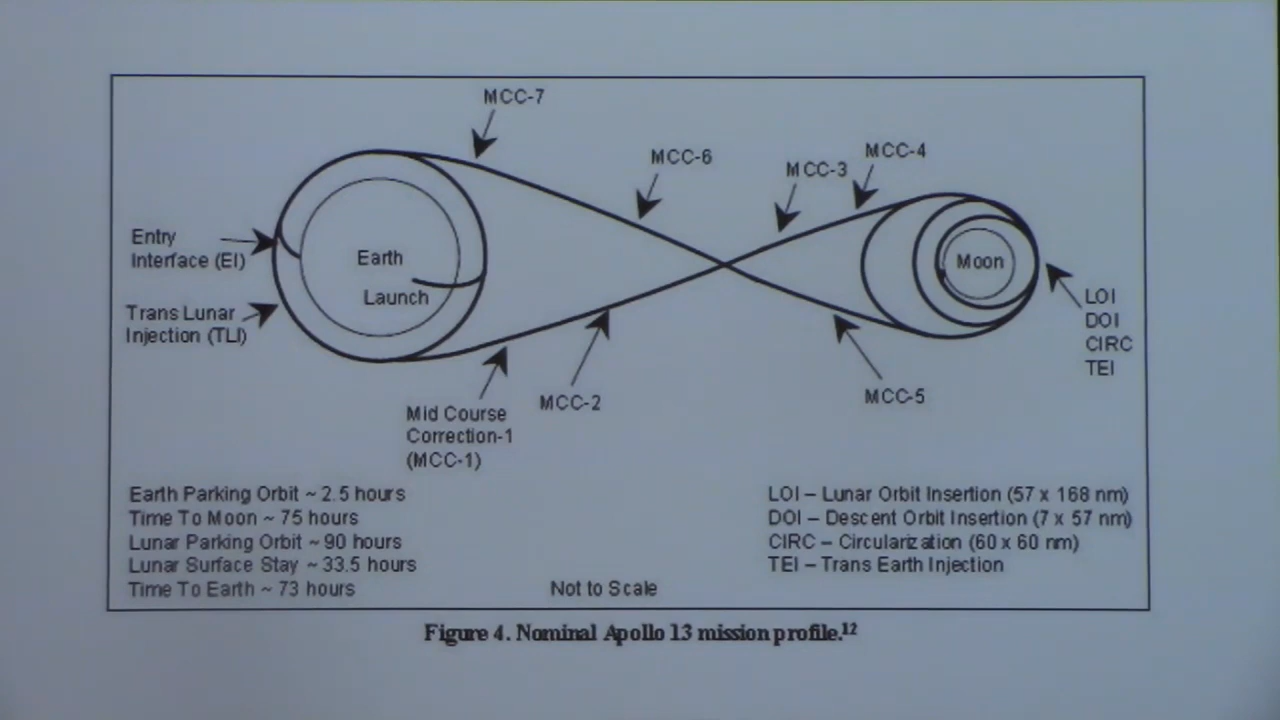 MCC-7
MCC-6
MCC-3
MCC-4
Entry
Interface (EI)
Earth
Launch
Moon
Trans Lunar
Injection (TLI)
LOI
DOI
CIRC
TEI
MCC-2
MCC-5
Mid Course
Correction-1
(MCC-1)
Earth Parking Orbit ~ 2.5 hours
Time To Moon ~ 75 hours
Lunar Parking Orbit ~ 90 hours
Lunar Surface Stay ~ 33.5 hours
Time To Earth ~ 73 hours
Not to Scale
LOI – Lunar Orbit Insertion (57 x 168 nm)
DOI – Descent Orbit Insertion (7 x 57 nm)
CIRC – Circularization (60 x 60 nm)
TEI – Trans Earth Injection
Figure 4. Nominal Apollo 13 mission profile.12